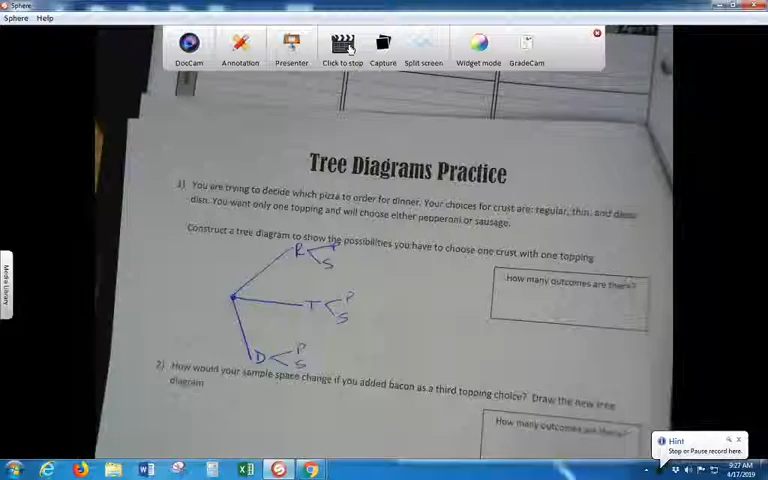 Sphere
Sphere Help
DocCam Annotation Presenter Click to stop Capture Split screen Widget mode GradeCam
Tree Diagrams Practice
1) You are trying to decide which pizza to order for dinner. Your choices for crust are: regular, thin, and deep
dish. You want only one topping and will choose either pepperoni or sausage.
Construct a tree diagram to show the possibilities you have to choose one crust with one topping
How many outcomes are there?
R P
S
T P
S
D P
S
2) How would your sample space change if you added bacon as a third topping choice? Draw the new tree
diagram
How many outcomes are there?
Media Library
Hint
Stop or Pause record here.
9:27 AM
4/17/2019